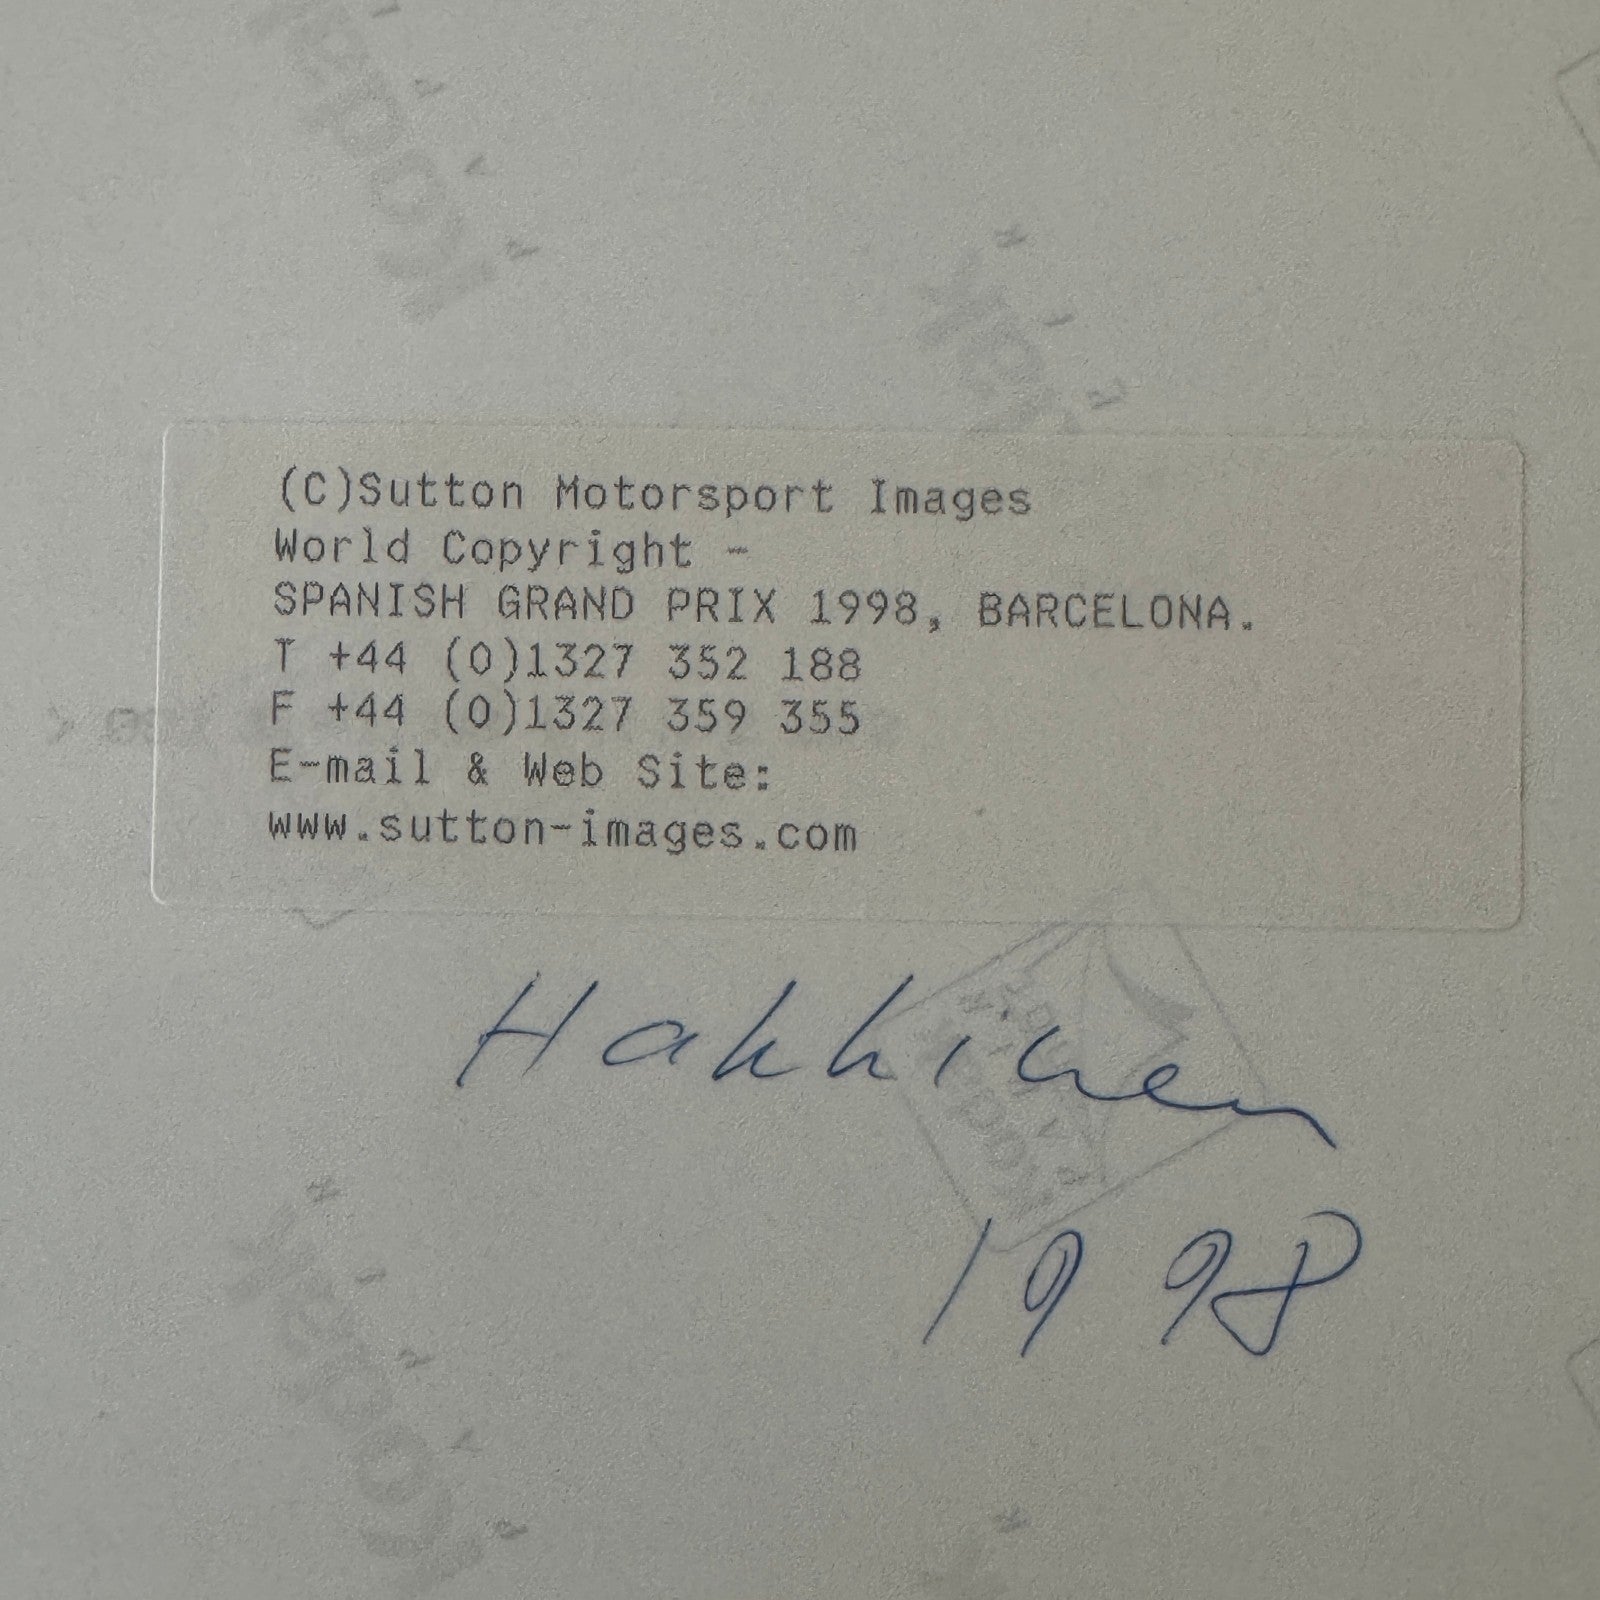 (C)Sutton Motorsport Images
World Copyright -
SPANISH GRAND PRIX 1998, BARCELONA.
T +44 (0)1327 352 188
F +44 (0)1327 359 355
E-mail & Web Site:
www.sutton-images.com
Hakkinen
1998